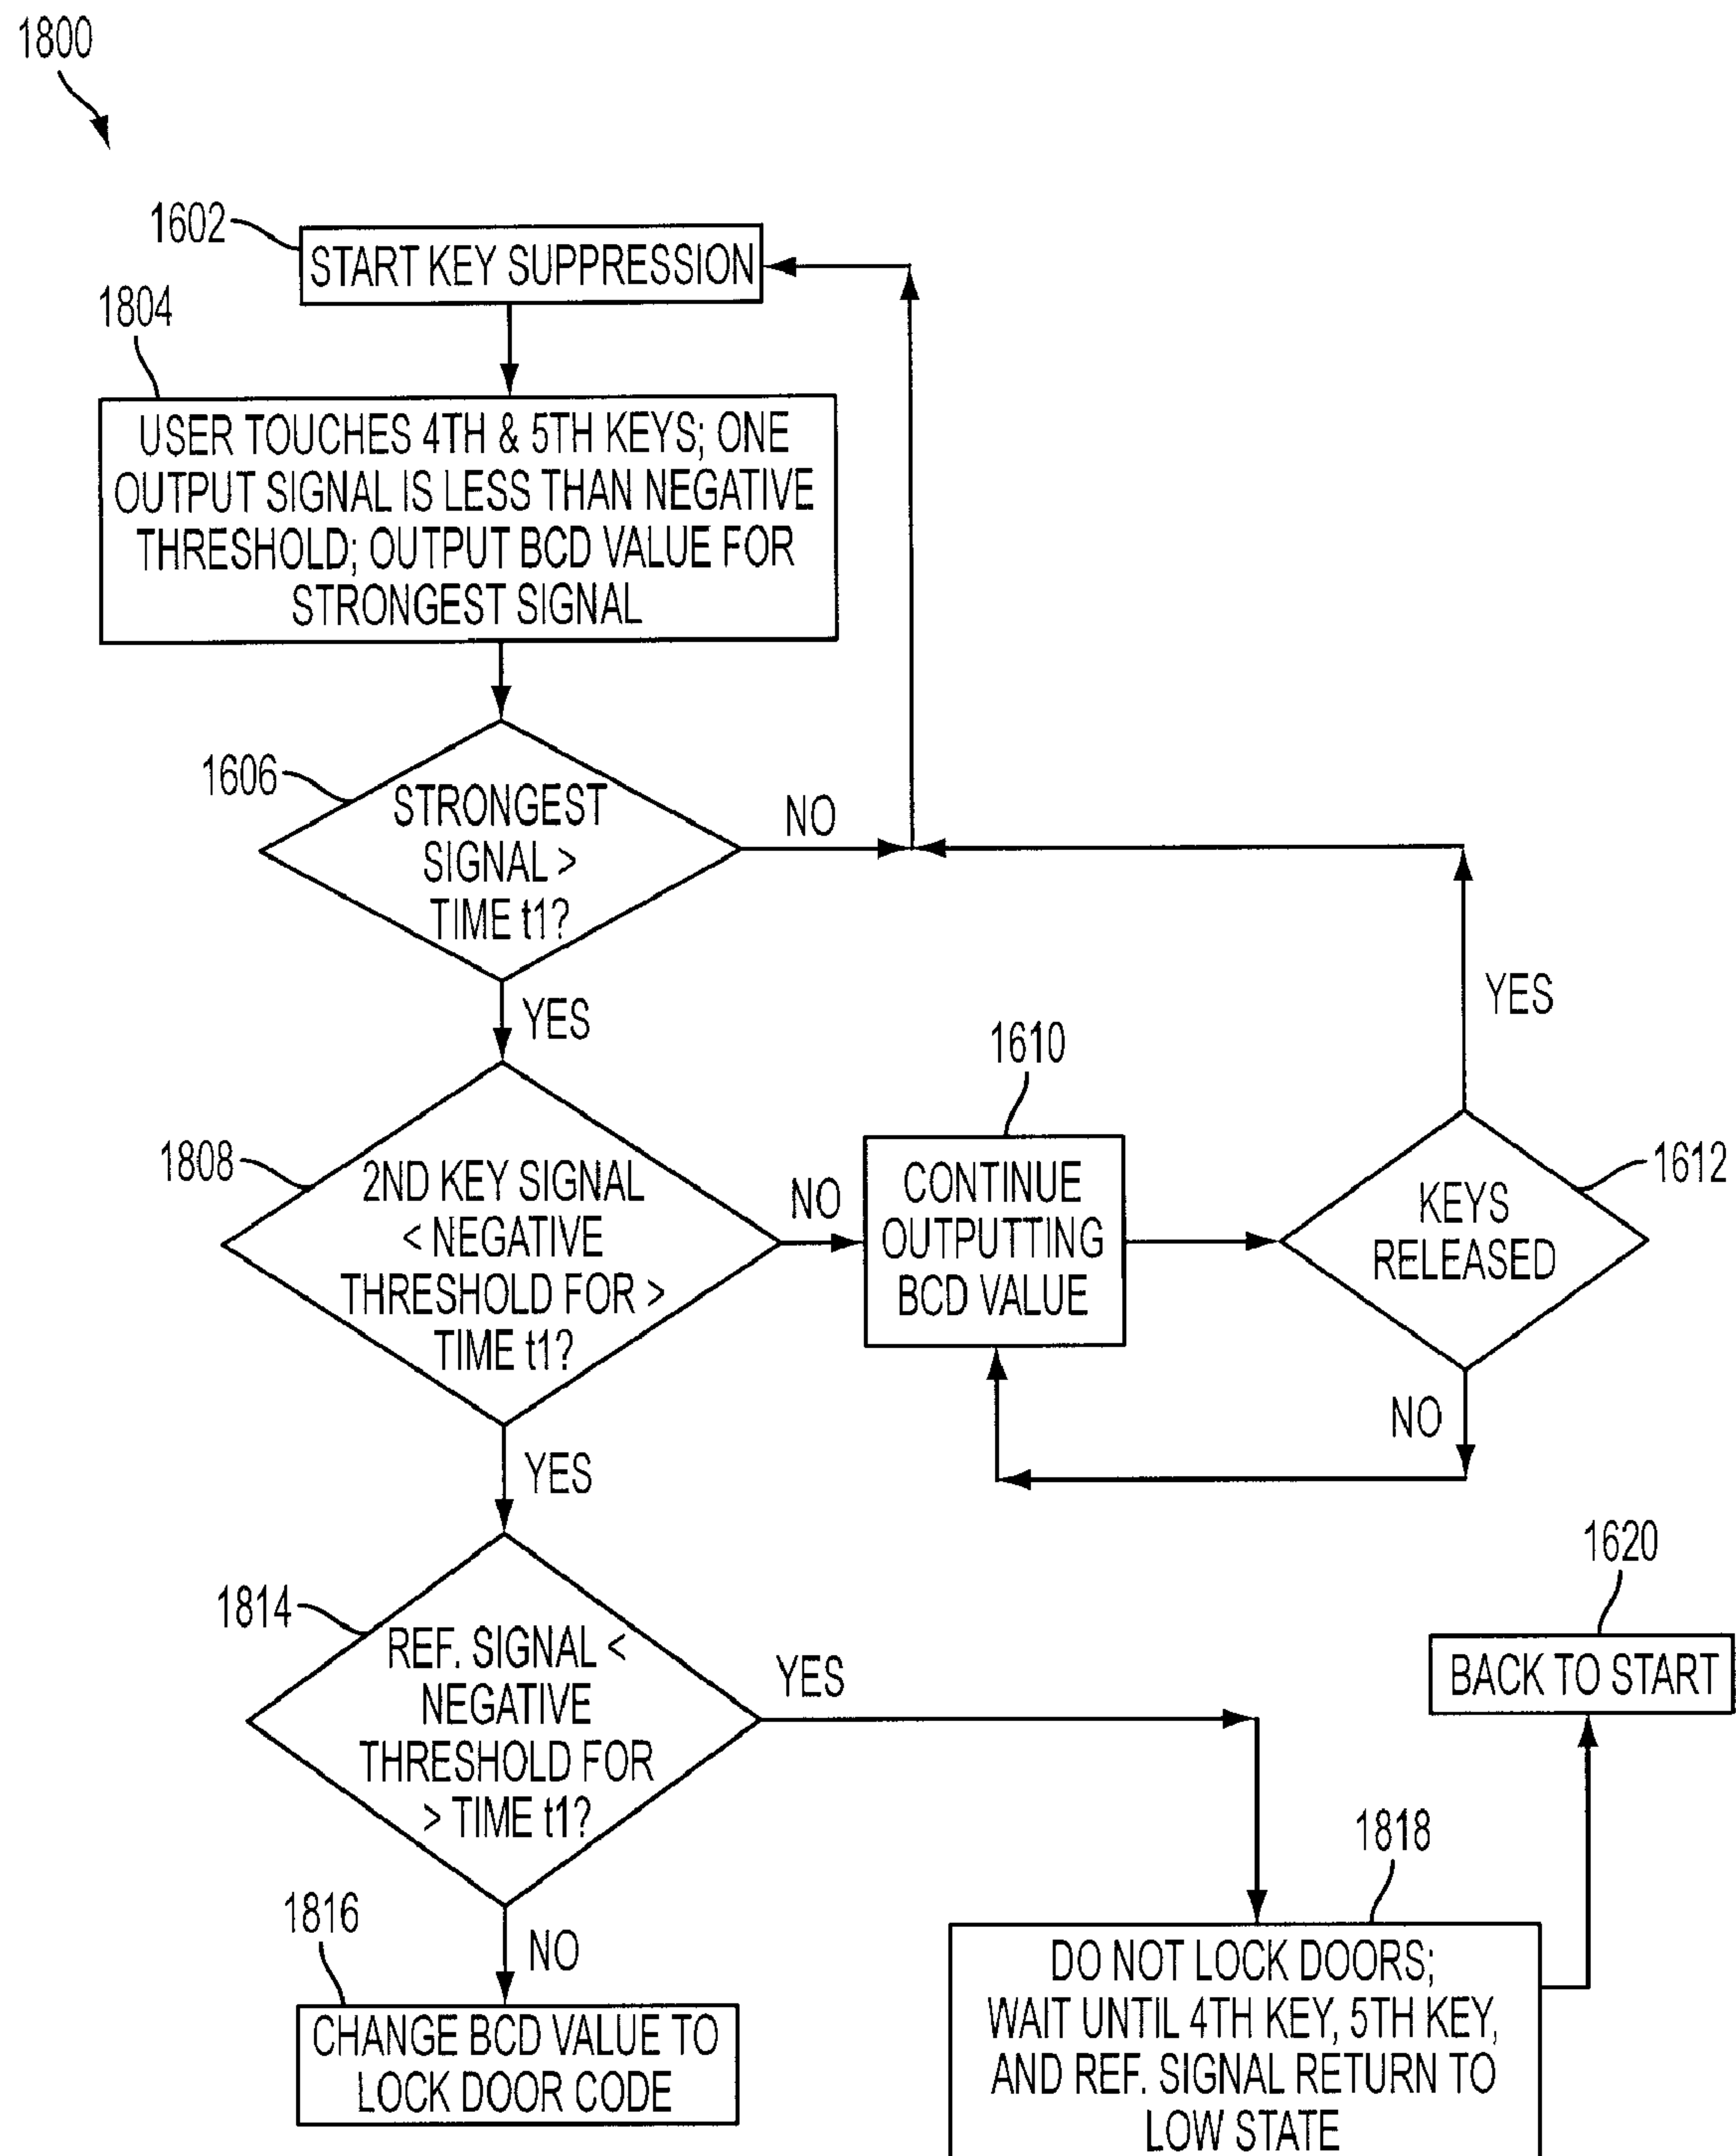 1800
1602
START KEY SUPPRESSION
1804
USER TOUCHES 4TH & 5TH KEYS; ONE
OUTPUT SIGNAL IS LESS THAN NEGATIVE
THRESHOLD; OUTPUT BCD VALUE FOR
STRONGEST SIGNAL
1606
STRONGEST
SIGNAL >
TIME t1?
NO
YES
1808
2ND KEY SIGNAL
< NEGATIVE
THRESHOLD FOR >
TIME t1?
NO
1610
CONTINUE
OUTPUTTING
BCD VALUE
1612
KEYS
RELEASED
YES
NO
YES
1814
REF. SIGNAL <
NEGATIVE
THRESHOLD FOR
> TIME t1?
YES
1620
BACK TO START
NO
1816
CHANGE BCD VALUE TO
LOCK DOOR CODE
1818
DO NOT LOCK DOORS;
WAIT UNTIL 4TH KEY, 5TH KEY,
AND REF. SIGNAL RETURN TO
LOW STATE